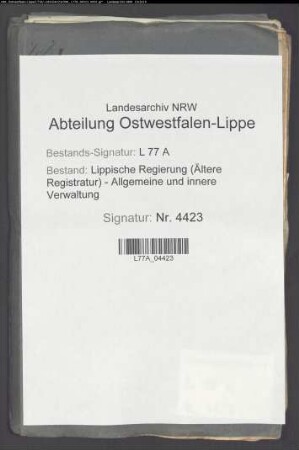 Landesarchiv NRW
Abteilung Ostwestfalen-Lippe
Bestands-Signatur: L 77 A
Bestand: Lippische Regierung (Ältere
Registratur) - Allgemeine und innere
Verwaltung
Signatur: Nr. 4423
L77A_04423